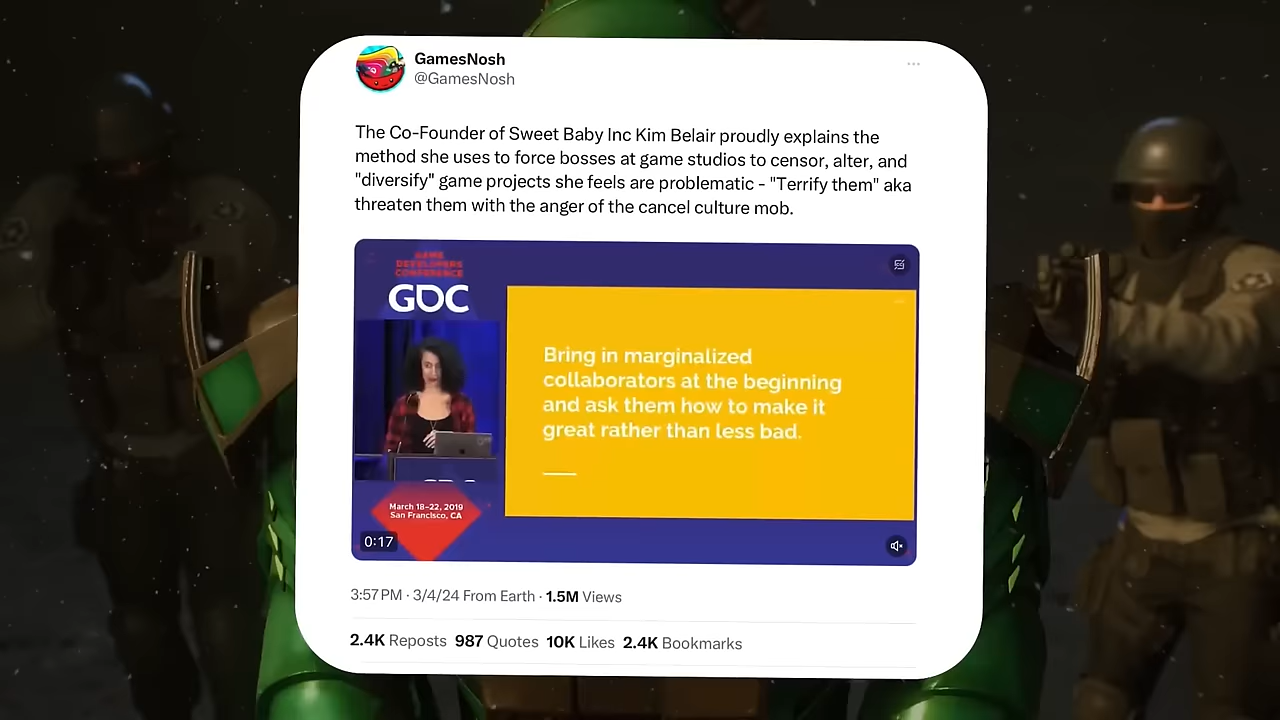 GamesNosh
@GamesNosh
The Co-Founder of Sweet Baby Inc Kim Belair proudly explains the
method she uses to force bosses at game studios to censor, alter, and
"diversify" game projects she feels are problematic - "Terrify them" aka
threaten them with the anger of the cancel culture mob.
GAME
DEVELOPERS
CONFERENCE
GDC
Bring in marginalized
collaborators at the beginning
and ask them how to make it
great rather than less bad.
March 18–22, 2019
San Francisco, CA
0:17
3:57 PM · 3/4/24 From Earth · 1.5M Views
2.4K Reposts 987 Quotes 10K Likes 2.4K Bookmarks